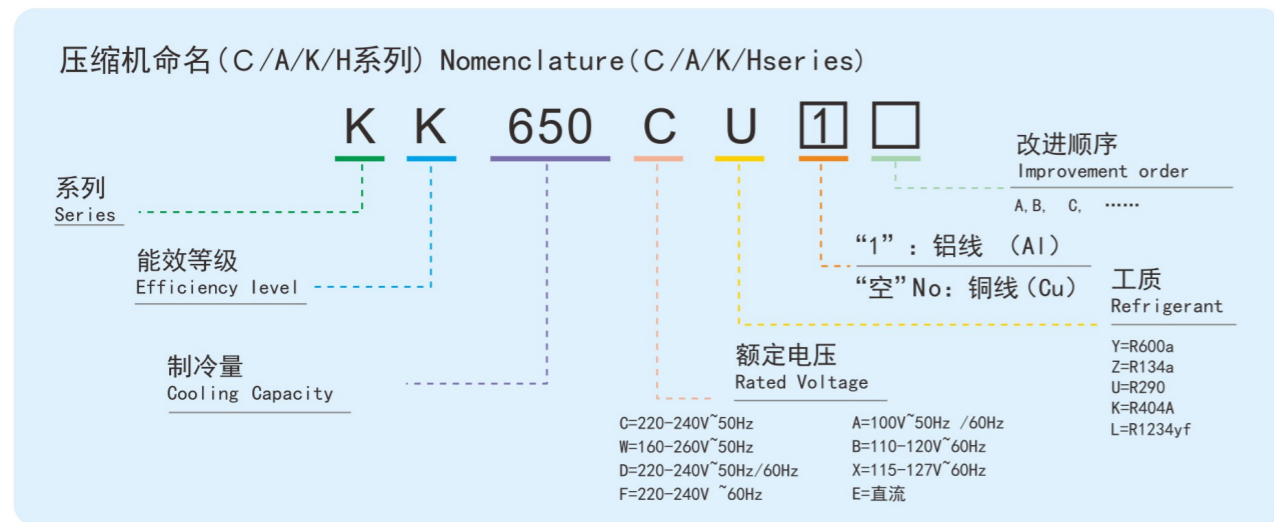 压缩机命名(C/A/K/H系列) Nomenclature(C/A/K/Hseries)
K K 650 C U 1 □
改进顺序
Improvement order
A,B, C, ……
系列
Series
“1”：铝线 （Al）
“空”No：铜线（Cu）
能效等级
Efficiency level
工质
Refrigerant
Y=R600a
Z=R134a
U=R290
K=R404A
L=R1234yf
制冷量
Cooling Capacity
额定电压
Rated Voltage
C=220-240V~50Hz
W=160-260V~50Hz
D=220-240V~50Hz/60Hz
F=220-240V ~60Hz
A=100V~50Hz /60Hz
B=110-120V~60Hz
X=115-127V~60Hz
E=直流